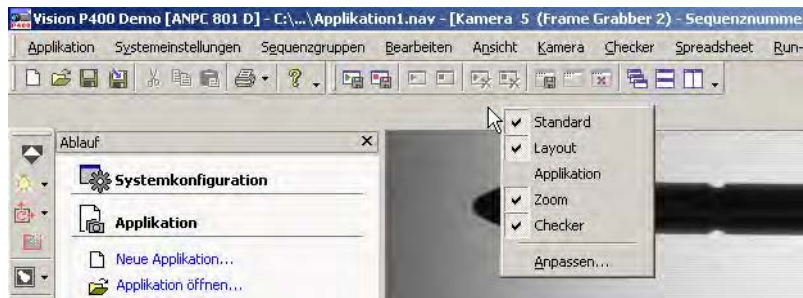 Vision P400 Demo [ANPC 801 D] - C:\...\Applikation1.nav - [Kamera 5 (Frame Grabber 2) - Sequenznumme
Applikation Systemeinstellungen Sequenzgruppen Bearbeiten Ansicht Kamera Checker Spreadsheet Run-
Ablauf
Systemkonfiguration
Applikation
Neue Applikation...
Applikation öffnen...
Standard
Layout
Applikation
Zoom
Checker
Anpassen...